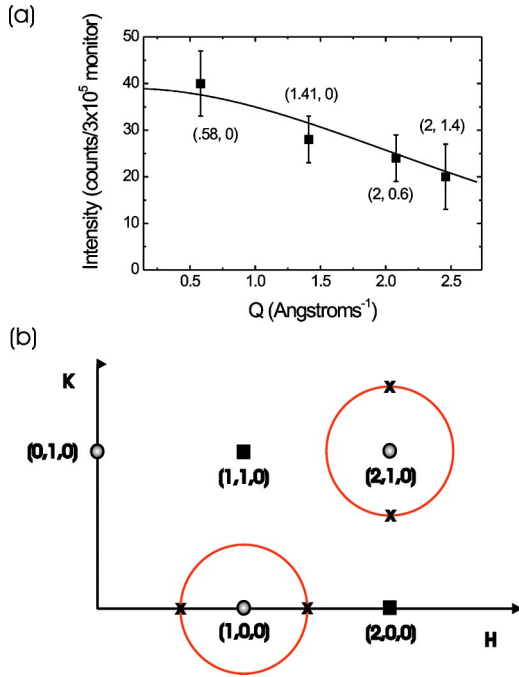 (a)
50
40
30
20
10
0
Intensity (counts/3x10⁵ monitor)
(.58, 0)
(1.41, 0)
(2, 0.6)
(2, 1.4)
0.5 1.0 1.5 2.0 2.5
Q (Angstroms⁻¹)
(b)
K
(0,1,0)
(1,1,0)
(2,1,0)
x
x
x
x
(1,0,0)
(2,0,0)
H